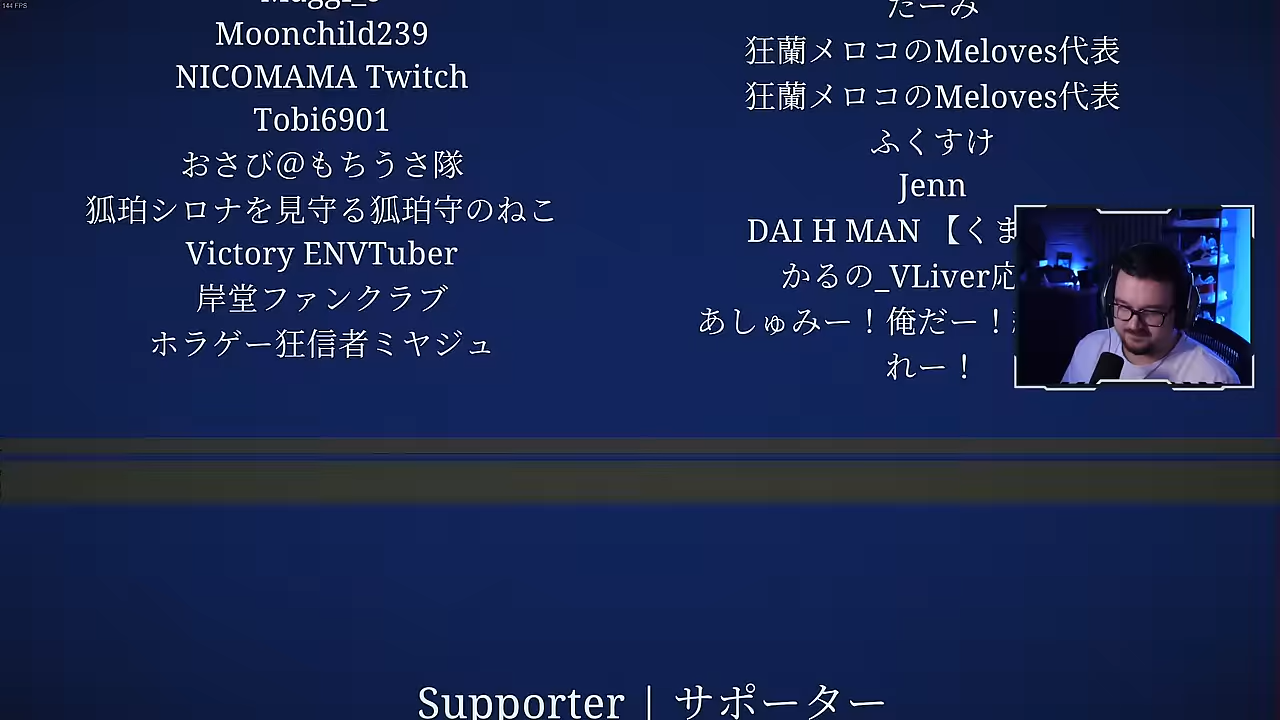 144 FPS
Moonchild239
NICOMAMA Twitch
Tobi6901
おさび@もちうさ隊
狐珀シロナを見守る狐珀守のねこ
Victory ENVTuber
岸堂ファンクラブ
ホラゲー狂信者ミヤジュ
だーみ
狂蘭メロコのMeloves代表
狂蘭メロコのMeloves代表
ふくすけ
Jenn
DAI H MAN 【くま
かるの_VLiver応
あしゅみー！俺だー！
れー！
Supporter | サポーター